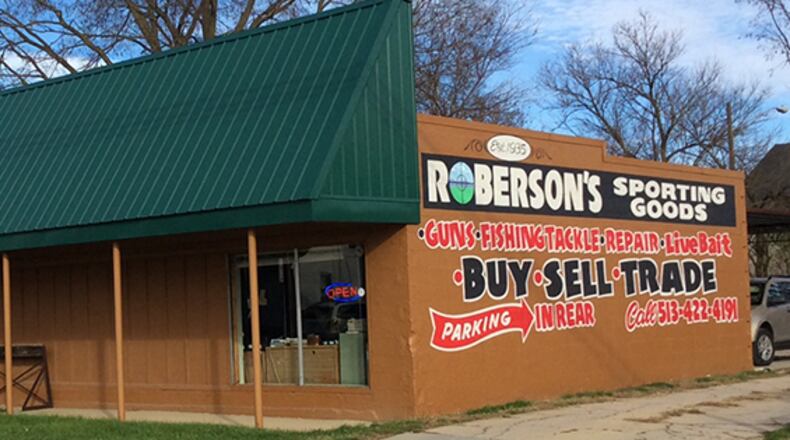 Est. 1935
ROBERSON'S SPORTING GOODS
•GUNS•FISHING TACKLE•REPAIR•Live Bait
•BUY•SELL•TRADE
PARKING IN REAR Call 513-422-4191
OPEN